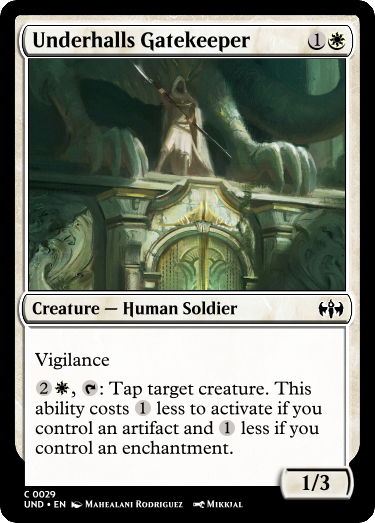 Underhalls Gatekeeper 1
Creature — Human Soldier
Vigilance
2, : Tap target creature. This
ability costs 1 less to activate if you
control an artifact and 1 less if you
control an enchantment.
1/3
C 0029
UND • EN Mahealani Rodriguez Mikkial